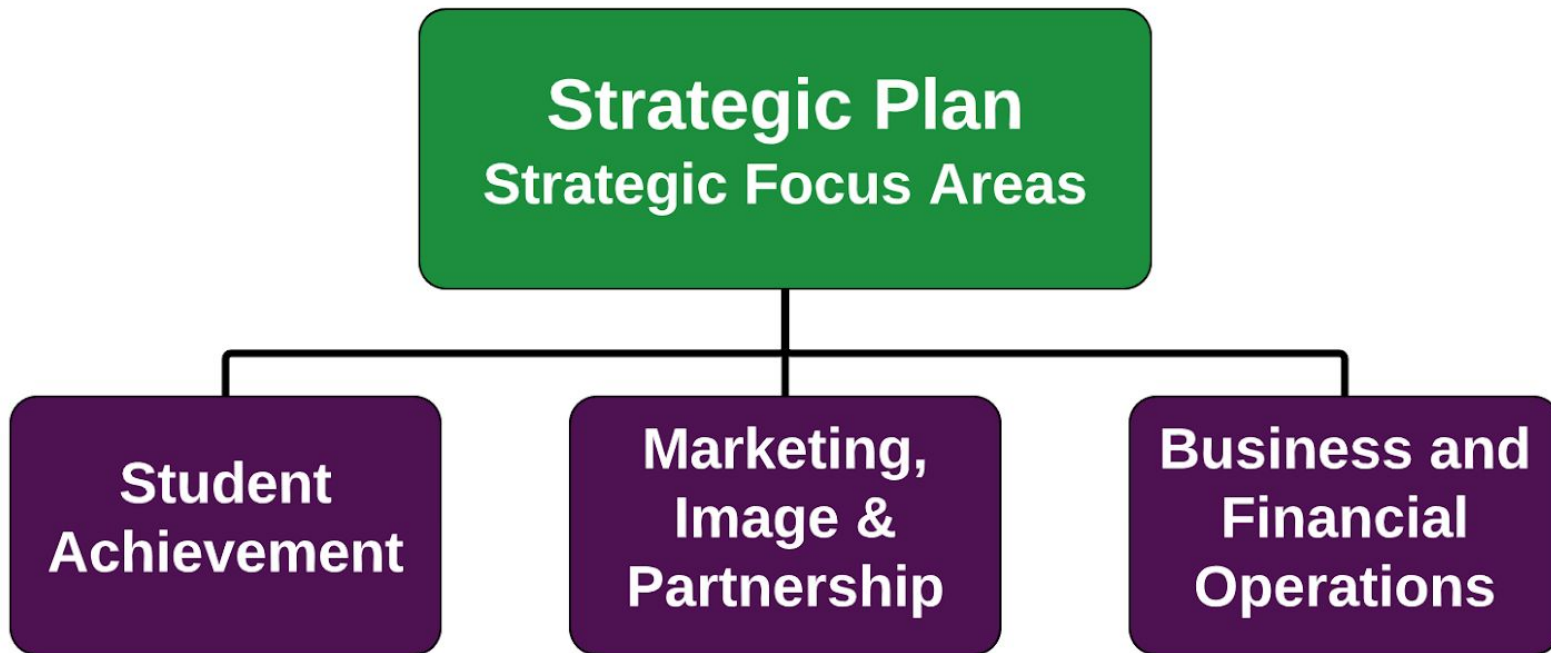 Strategic Plan
Strategic Focus Areas
Student
Achievement
Marketing,
Image &
Partnership
Business and
Financial
Operations